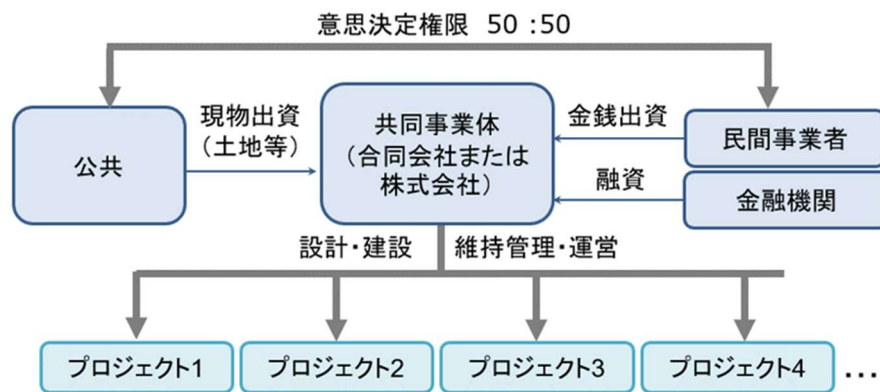 意思決定権限 50：50
公共
現物出資
（土地等）
共同事業体
（合同会社または
株式会社）
金銭出資
民間事業者
融資
金融機関
設計・建設
維持管理・運営
プロジェクト1
プロジェクト2
プロジェクト3
プロジェクト4
...